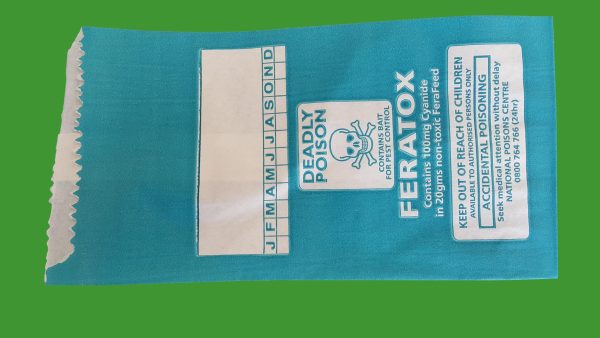 J F M A M J J A S O N D
DEADLY
POISON
CONTAINS BAIT
FOR PEST CONTROL
FERATOX
Contains 100mg Cyanide
in 20gms non-toxic FeraFeed
KEEP OUT OF REACH OF CHILDREN
AVAILABLE TO AUTHORISED PERSONS ONLY
ACCIDENTAL POISONING
Seek medical attention without delay
NATIONAL POISONS CENTRE
0800 764 766 (24hr)